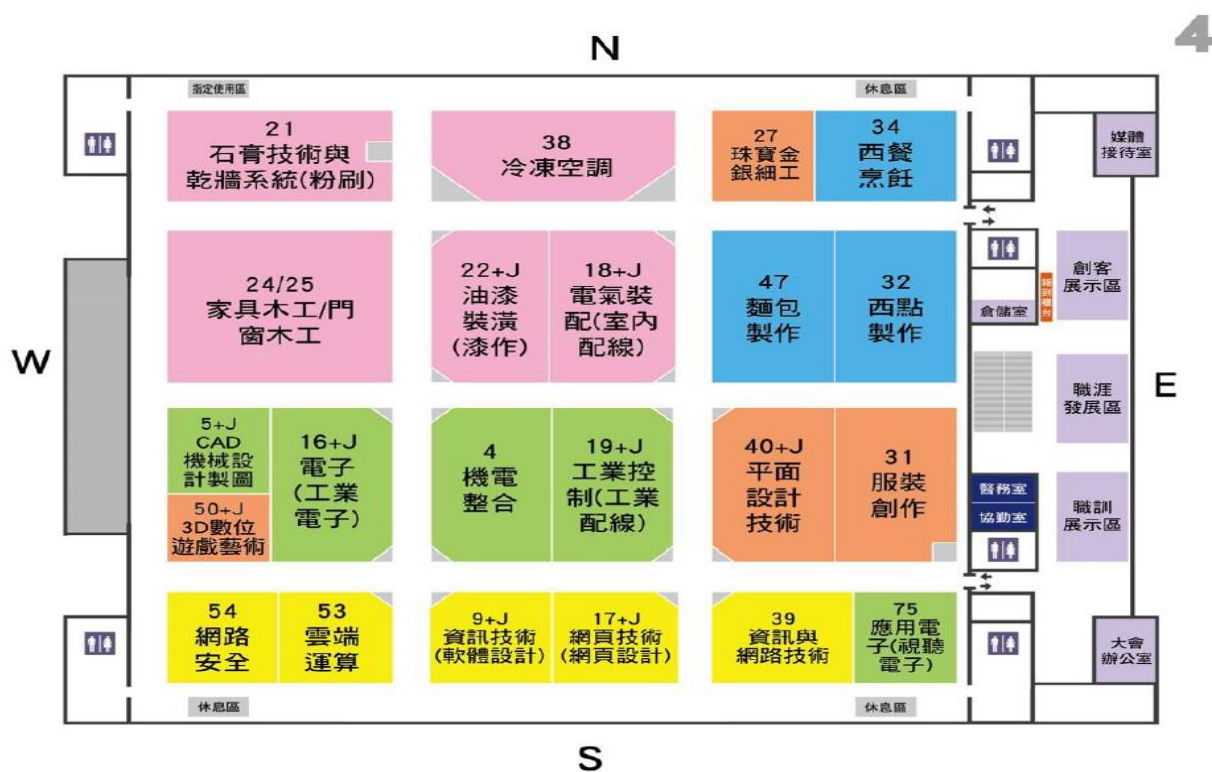 4
N
指定使用區
休息區
21
石膏技術與
乾牆系統(粉刷)
38
冷凍空調
27
珠寶金
銀細工
34
西餐
烹飪
媒體
接待室
24/25
家具木工/門
窗木工
22+J
油漆
裝潢
(漆作)
18+J
電氣裝
配(室內
配線)
47
麵包
製作
32
西點
製作
倉儲室
報到櫃台
創客
展示區
W
E
職涯
發展區
5+J
CAD
機械設
計製圖
50+J
3D數位
遊戲藝術
16+J
電子
(工業
電子)
4
機電
整合
19+J
工業控
制(工業
配線)
40+J
平面
設計
技術
31
服裝
創作
醫務室
協勤室
職訓
展示區
54
網路
安全
53
雲端
運算
9+J
資訊技術
(軟體設計)
17+J
網頁技術
(網頁設計)
39
資訊與
網路技術
75
應用電
子(視聽
電子)
大會
辦公室
休息區
休息區
S